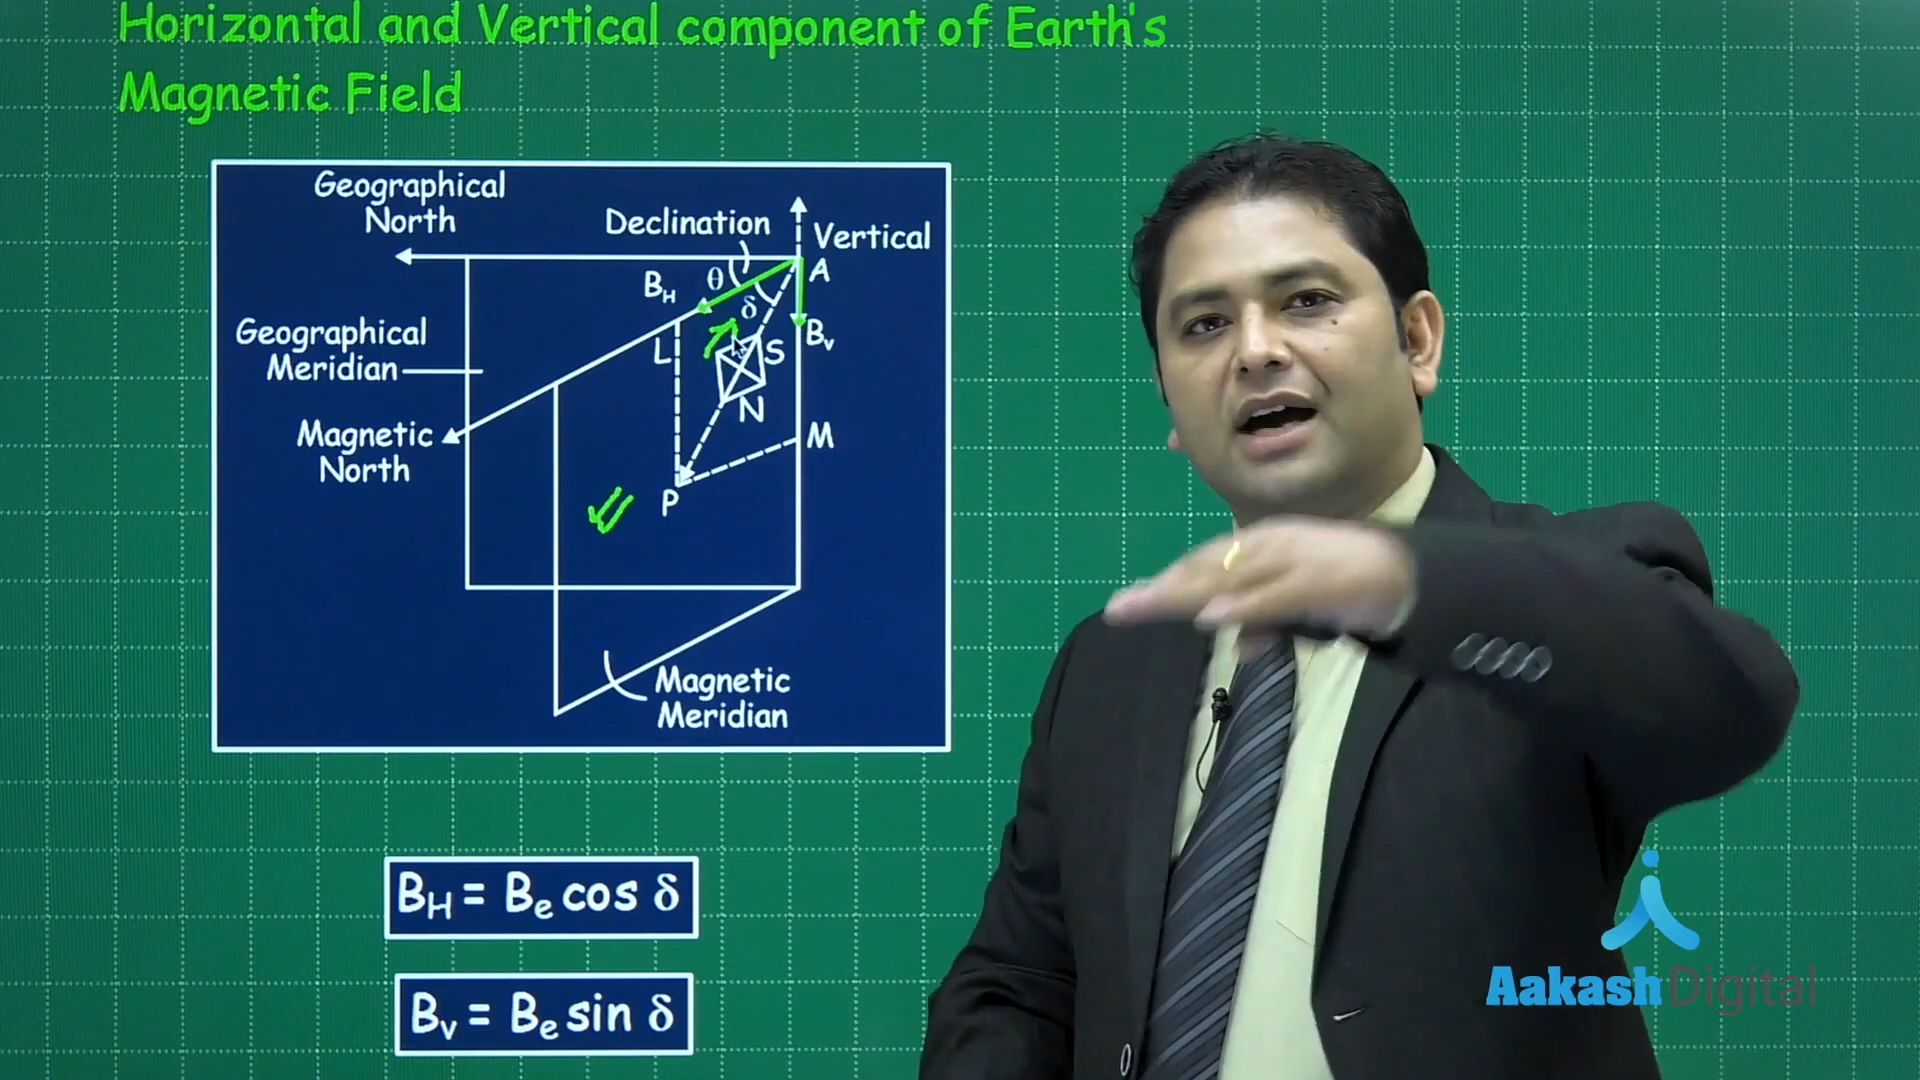 Horizontal and Vertical component of Earth's
Magnetic Field
Geographical
North
Declination
Vertical
A
θ
B_H
δ
Geographical
Meridian
L
S
B_v
N
Magnetic
North
M
P
Magnetic
Meridian
B_H = B_e cos δ
B_v = B_e sin δ
Aakash Digital